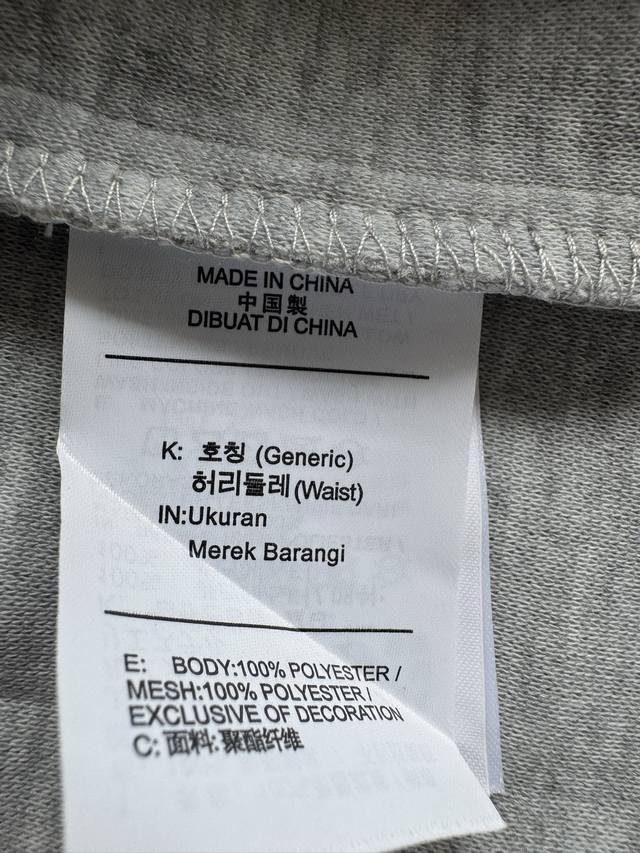 MADE IN CHINA
中国製
DIBUAT DI CHINA
K: 호칭 (Generic)
허리둘레(Waist)
IN:Ukuran
Merek Barangi
E: BODY:100% POLYESTER /
MESH:100% POLYESTER/
EXCLUSIVE OF DECORATION
C: 面料:聚酯纤维